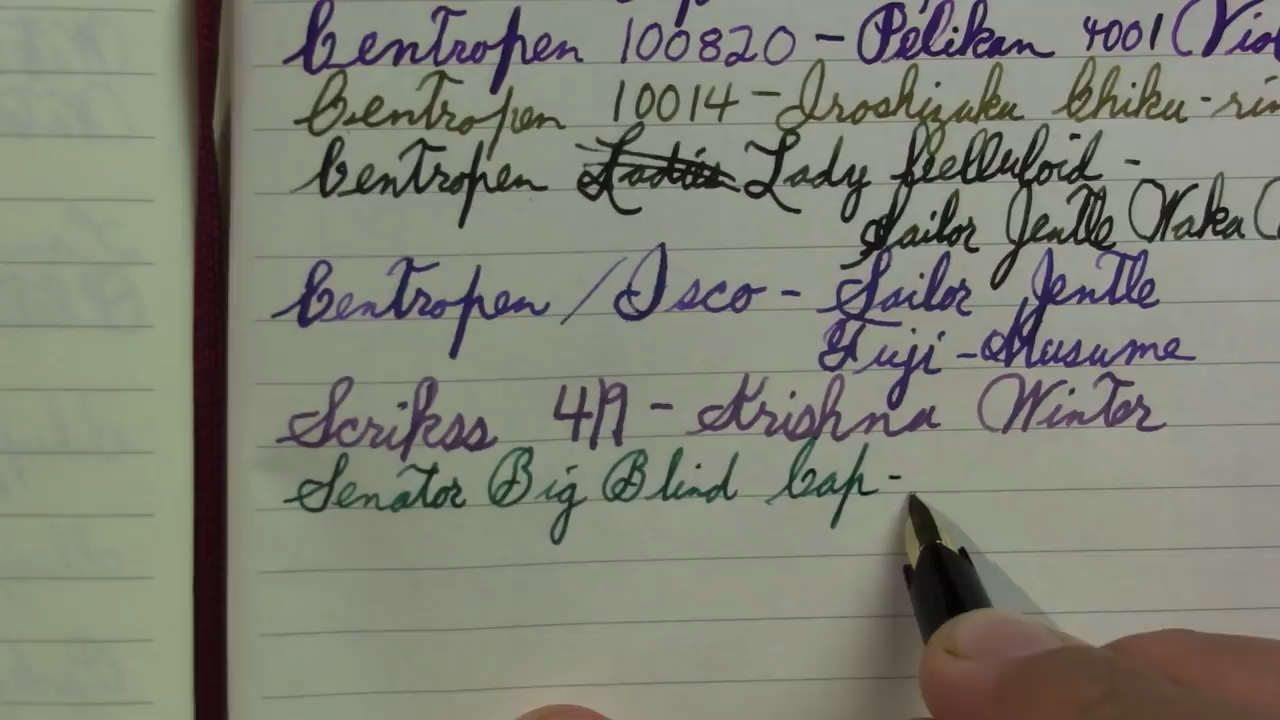 Centropen 100820 - Pelikan 4001 (Vio
Centropen 10014 - Iroshizuku Chiku-rin
Centropen Lady Celluloid -
Sailor Jentle Waka (
Centropen / Isco - Sailor Jentle
Fuji-Musume
Scrikss 419 - Krishna Winter
Senator Big Blind Cap -